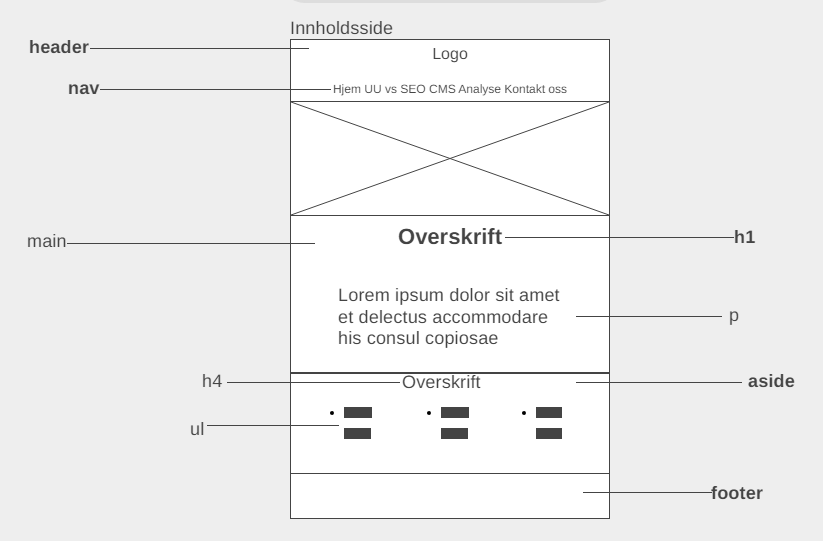 Innholdsside
header
Logo
nav
Hjem UU vs SEO CMS Analyse Kontakt oss
main
Overskrift
h1
Lorem ipsum dolor sit amet
et delectus accommodare
his consul copiosae
p
h4
Overskrift
aside
ul
footer